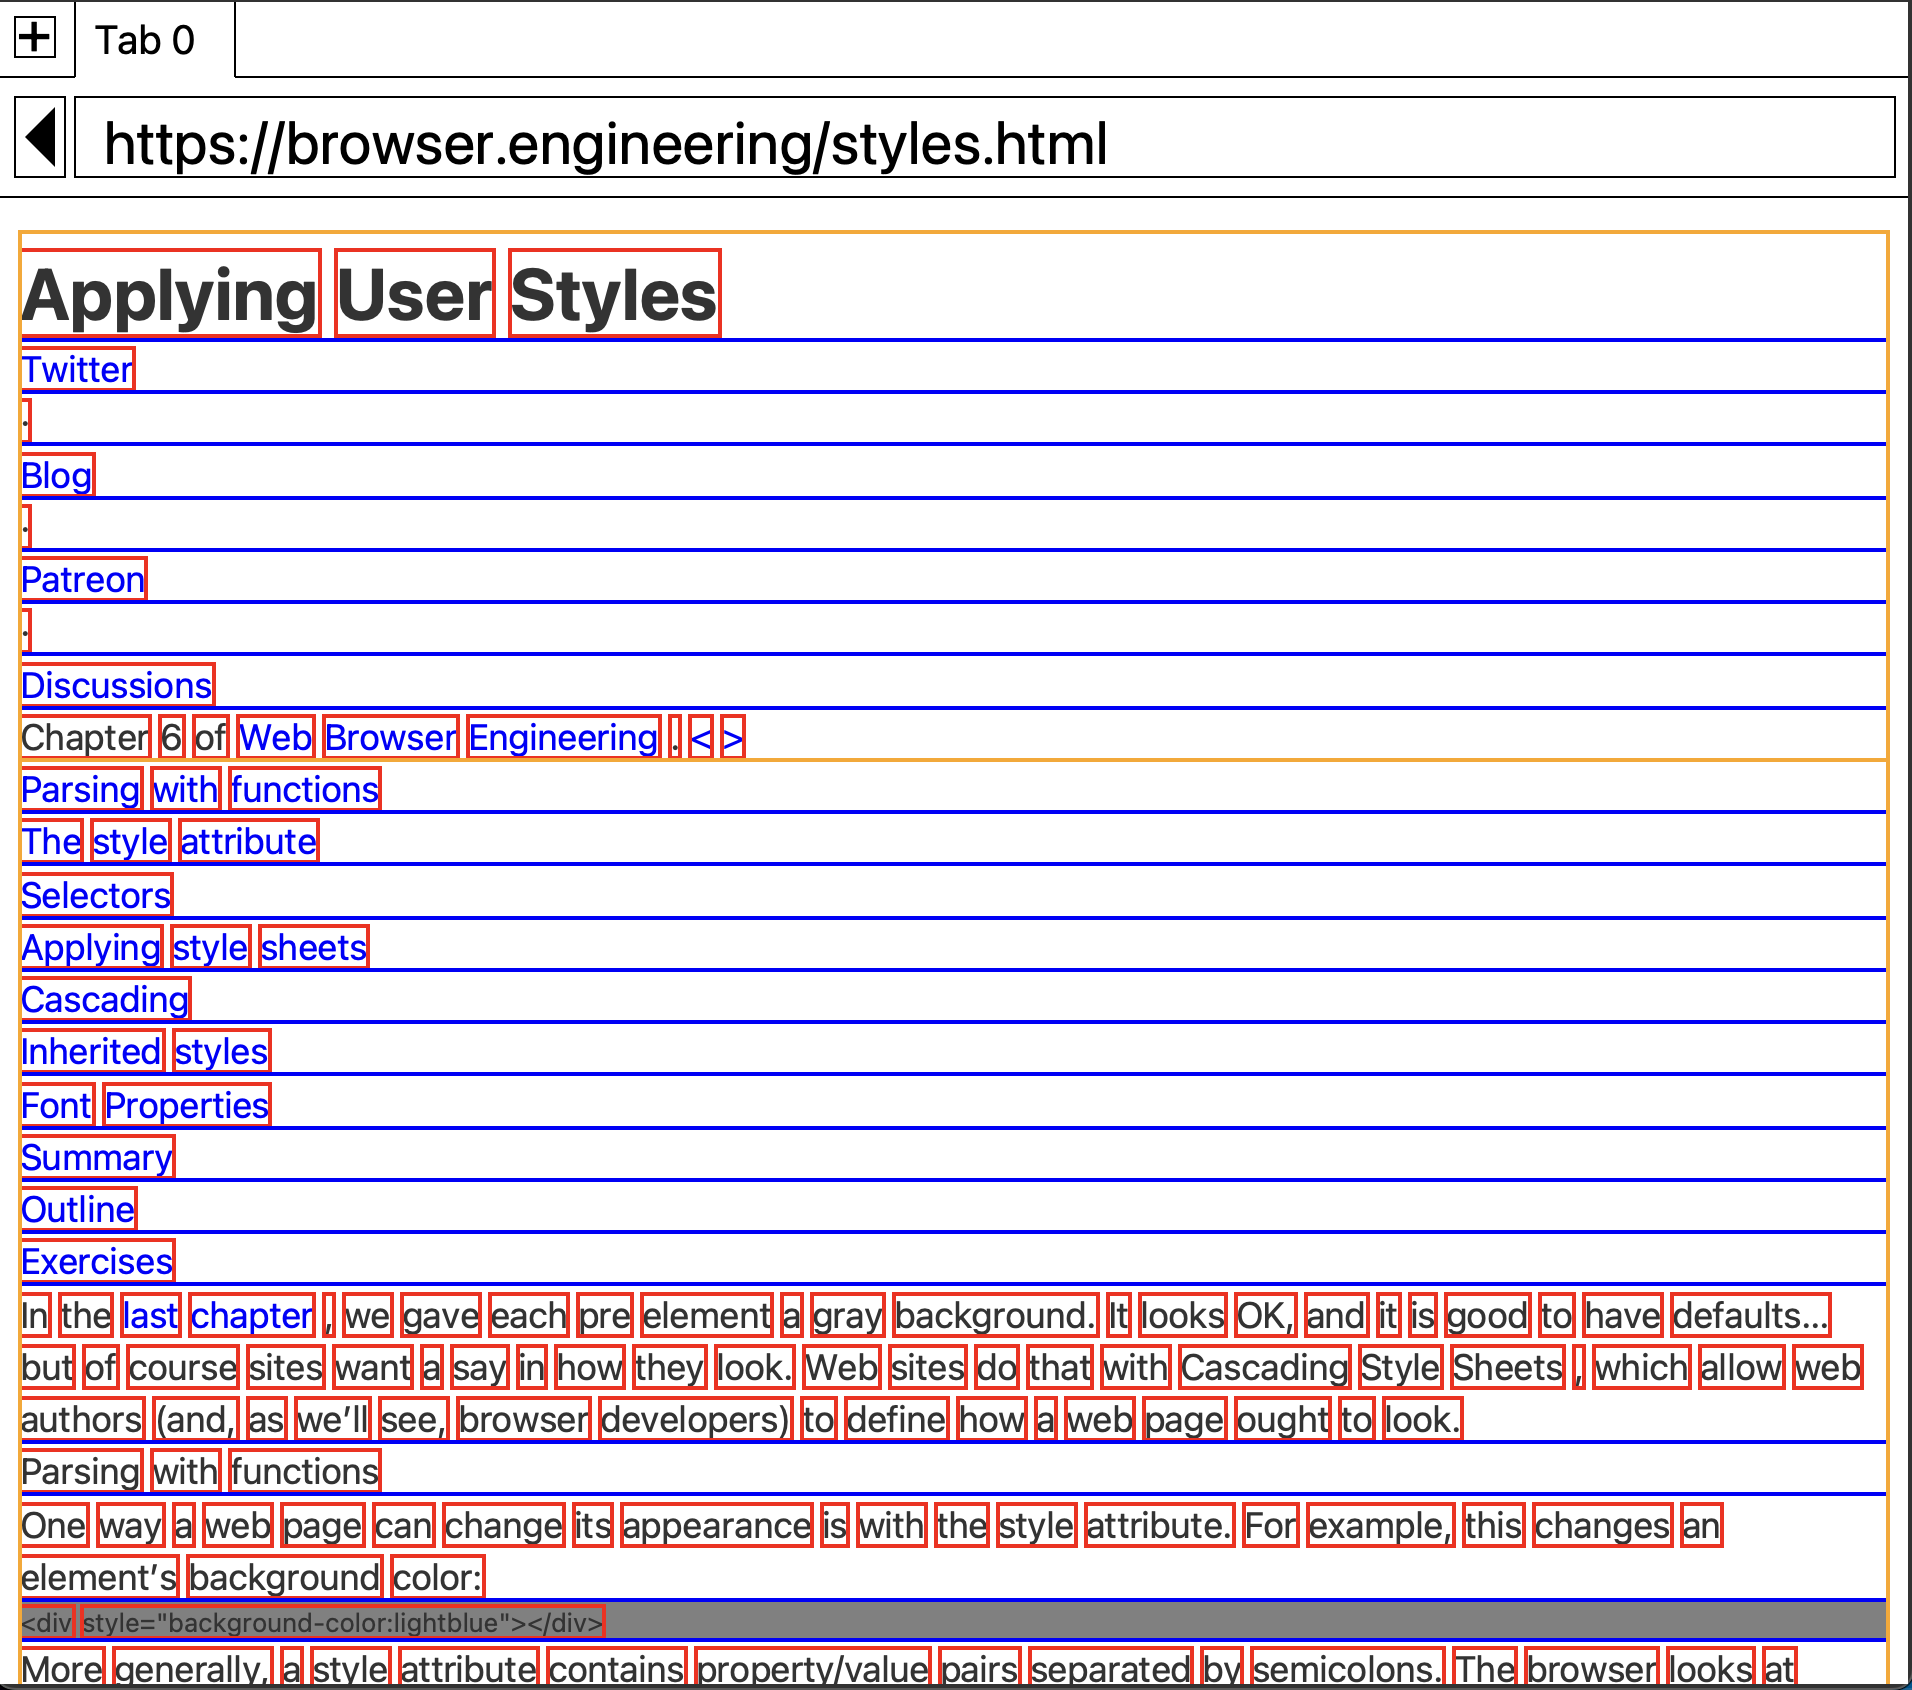 Tab 0
https://browser.engineering/styles.html
Applying User Styles
Twitter
·
Blog
·
Patreon
·
Discussions
Chapter 6 of Web Browser Engineering . < >
Parsing with functions
The style attribute
Selectors
Applying style sheets
Cascading
Inherited styles
Font Properties
Summary
Outline
Exercises
In the last chapter , we gave each pre element a gray background. It looks OK, and it is good to have defaults…
but of course sites want a say in how they look. Web sites do that with Cascading Style Sheets , which allow web
authors (and, as we’ll see, browser developers) to define how a web page ought to look.
Parsing with functions
One way a web page can change its appearance is with the style attribute. For example, this changes an
element’s background color:
<div style="background-color:lightblue"></div>
More generally, a style attribute contains property/value pairs separated by semicolons. The browser looks at